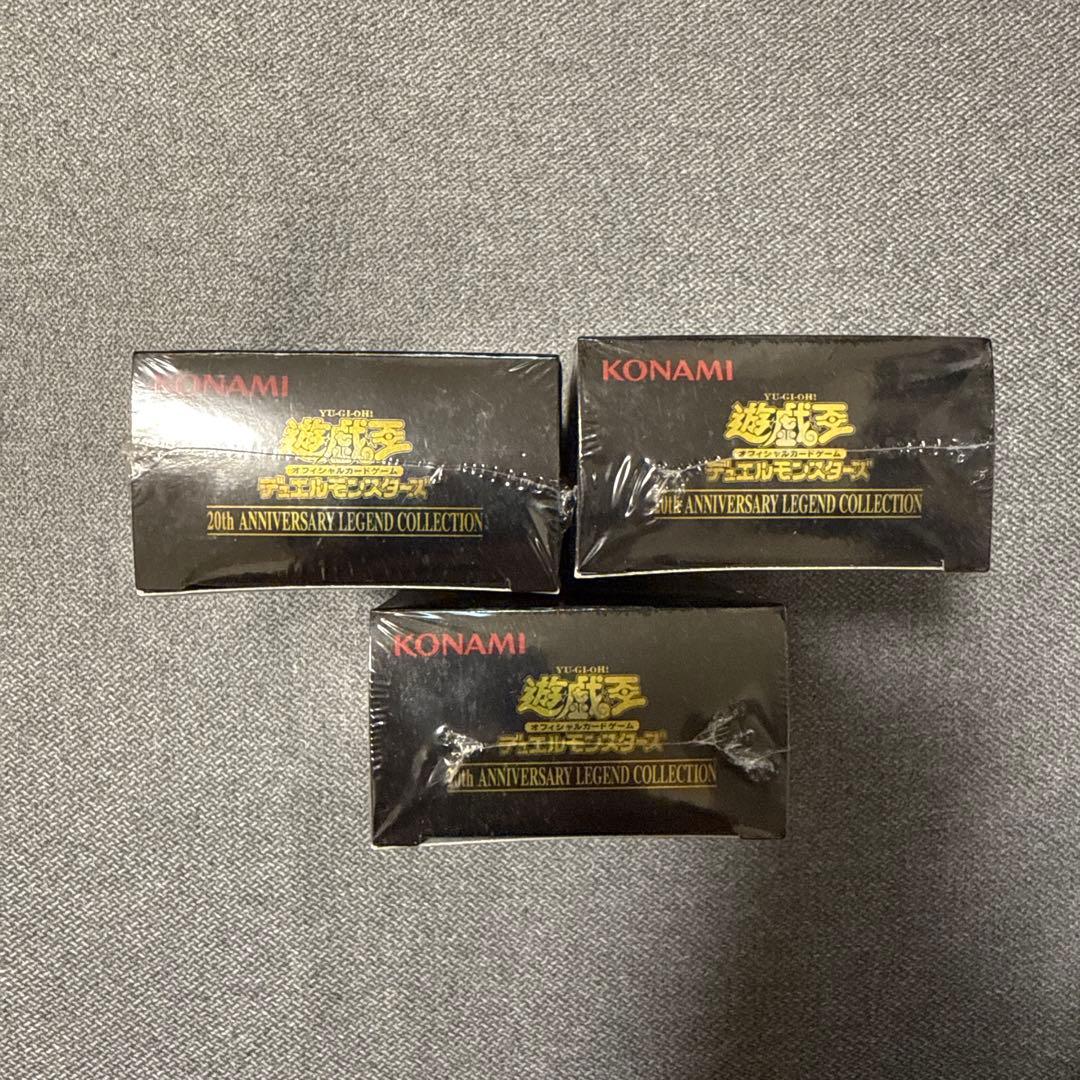 KONAMI
YU-GI-OH!
遊戯王
オフィシャルカードゲーム
デュエルモンスターズ
20th ANNIVERSARY LEGEND COLLECTION
KONAMI
YU-GI-OH!
遊戯王
オフィシャルカードゲーム
デュエルモンスターズ
20th ANNIVERSARY LEGEND COLLECTION
KONAMI
YU-GI-OH!
遊戯王
オフィシャルカードゲーム
デュエルモンスターズ
20th ANNIVERSARY LEGEND COLLECTION